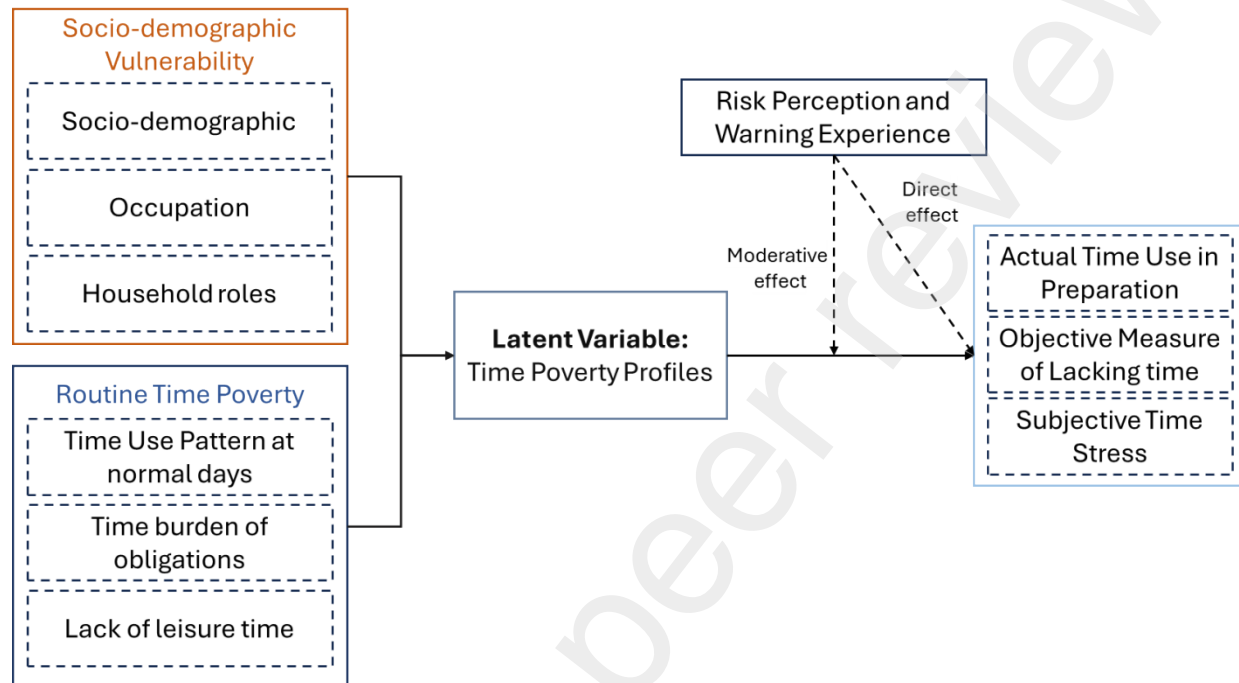 Socio-demographic
Vulnerability
Socio-demographic
Occupation
Household roles
Routine Time Poverty
Time Use Pattern at
normal days
Time burden of
obligations
Lack of leisure time
Latent Variable:
Time Poverty Profiles
Risk Perception and
Warning Experience
Moderative
effect
Direct
effect
Actual Time Use in
Preparation
Objective Measure
of Lacking time
Subjective Time
Stress
peer review